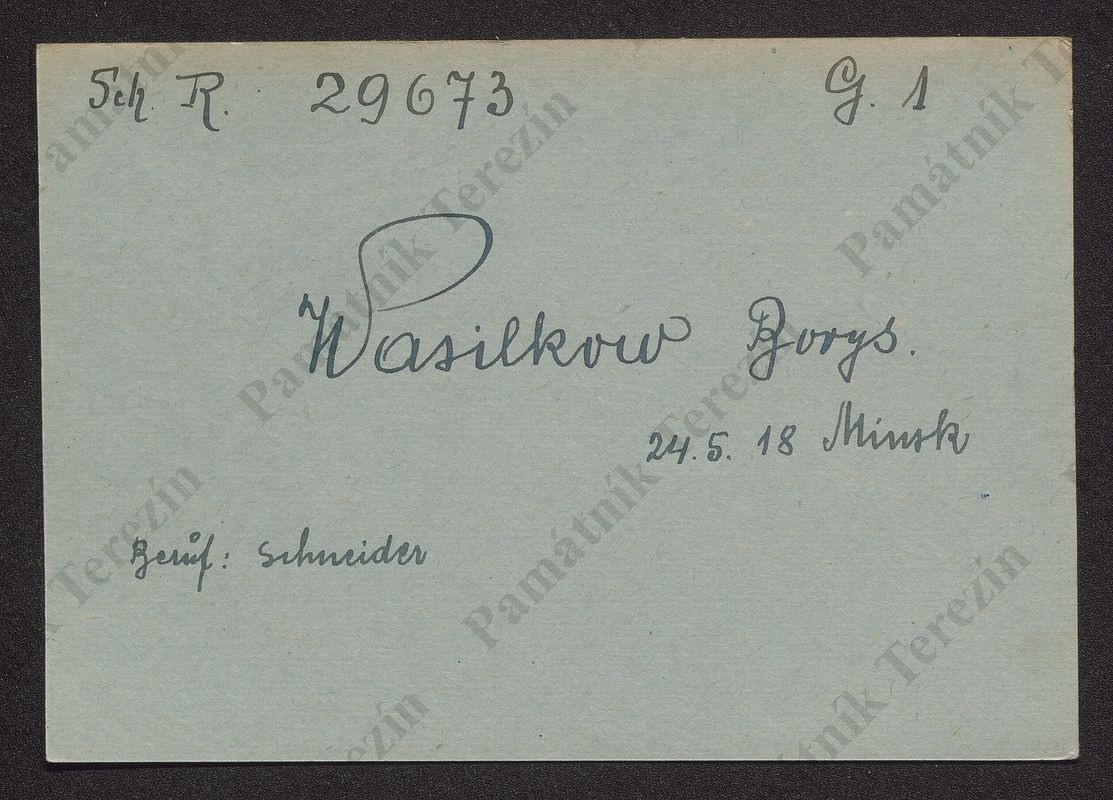 Sch. R. 29673 G. 1
Wasilkow Borys.
24.5. 18 Minsk
Beruf: Schneider
Památník Terezín